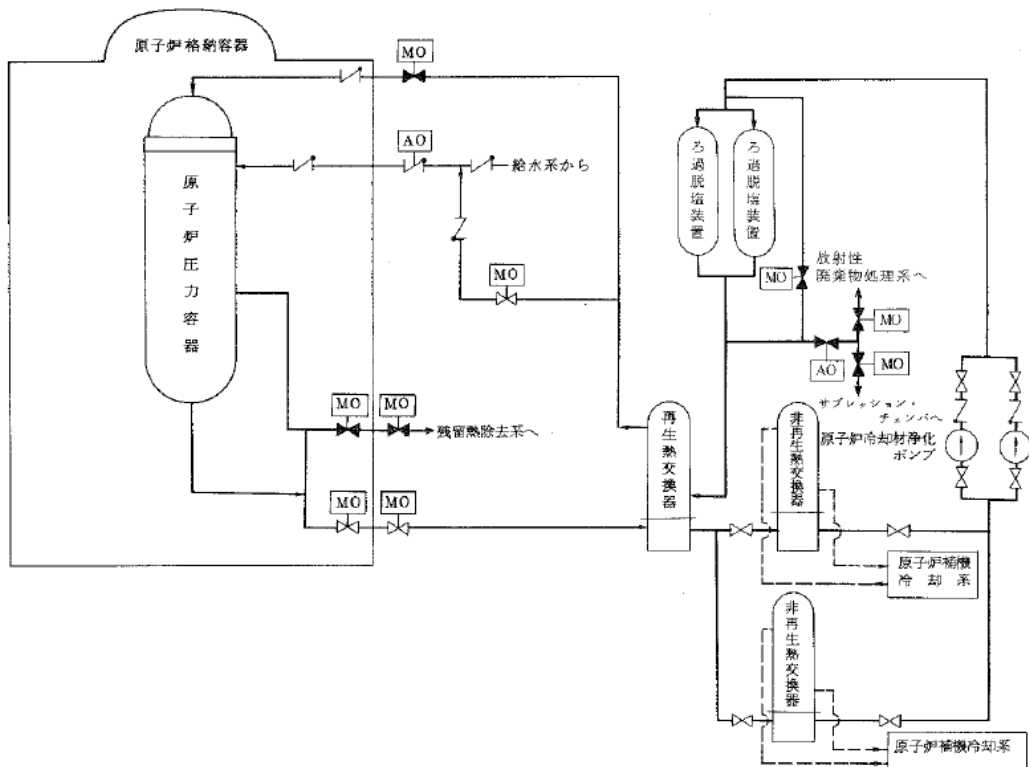 原子炉格納容器
MO
AO
給水系から
原子炉圧力容器
MO
ろ過脱塩装置
ろ過脱塩装置
放射性
廃棄物処理系へ
MO
MO
MO
AO
サプレッション・
チェンバへ
原子炉冷却材浄化
ポンプ
MO
MO
残留熱除去系へ
MO
MO
再生熱交換器
非再生熱交換器
原子炉補機
冷却系
非再生熱交換器
原子炉補機冷却系